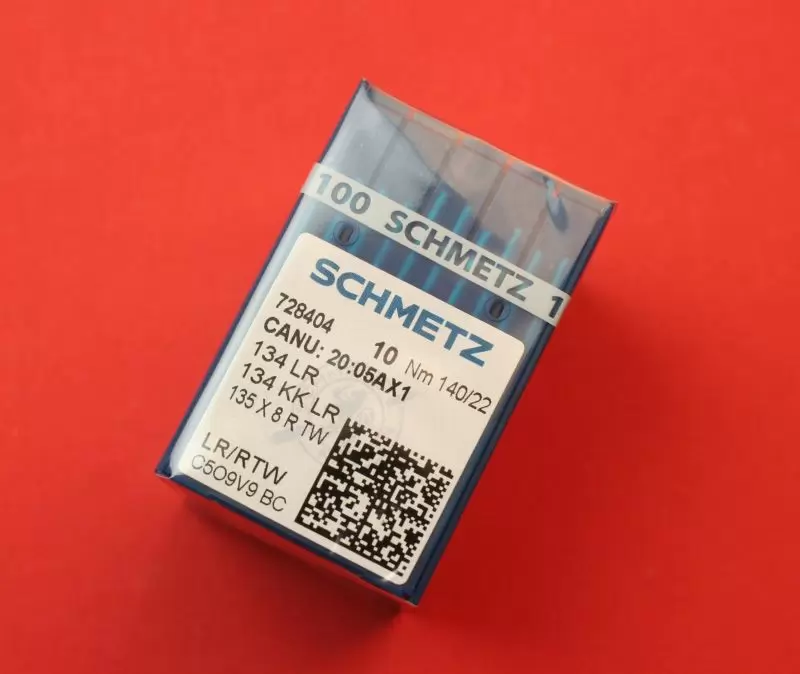 100 SCHMETZ 1
SCHMETZ
728404 10 Nm 140/22
CANU: 20:05AX1
134 LR
134 KK LR
135 X 8 R TW
LR/RTW
C5O9V9 BC